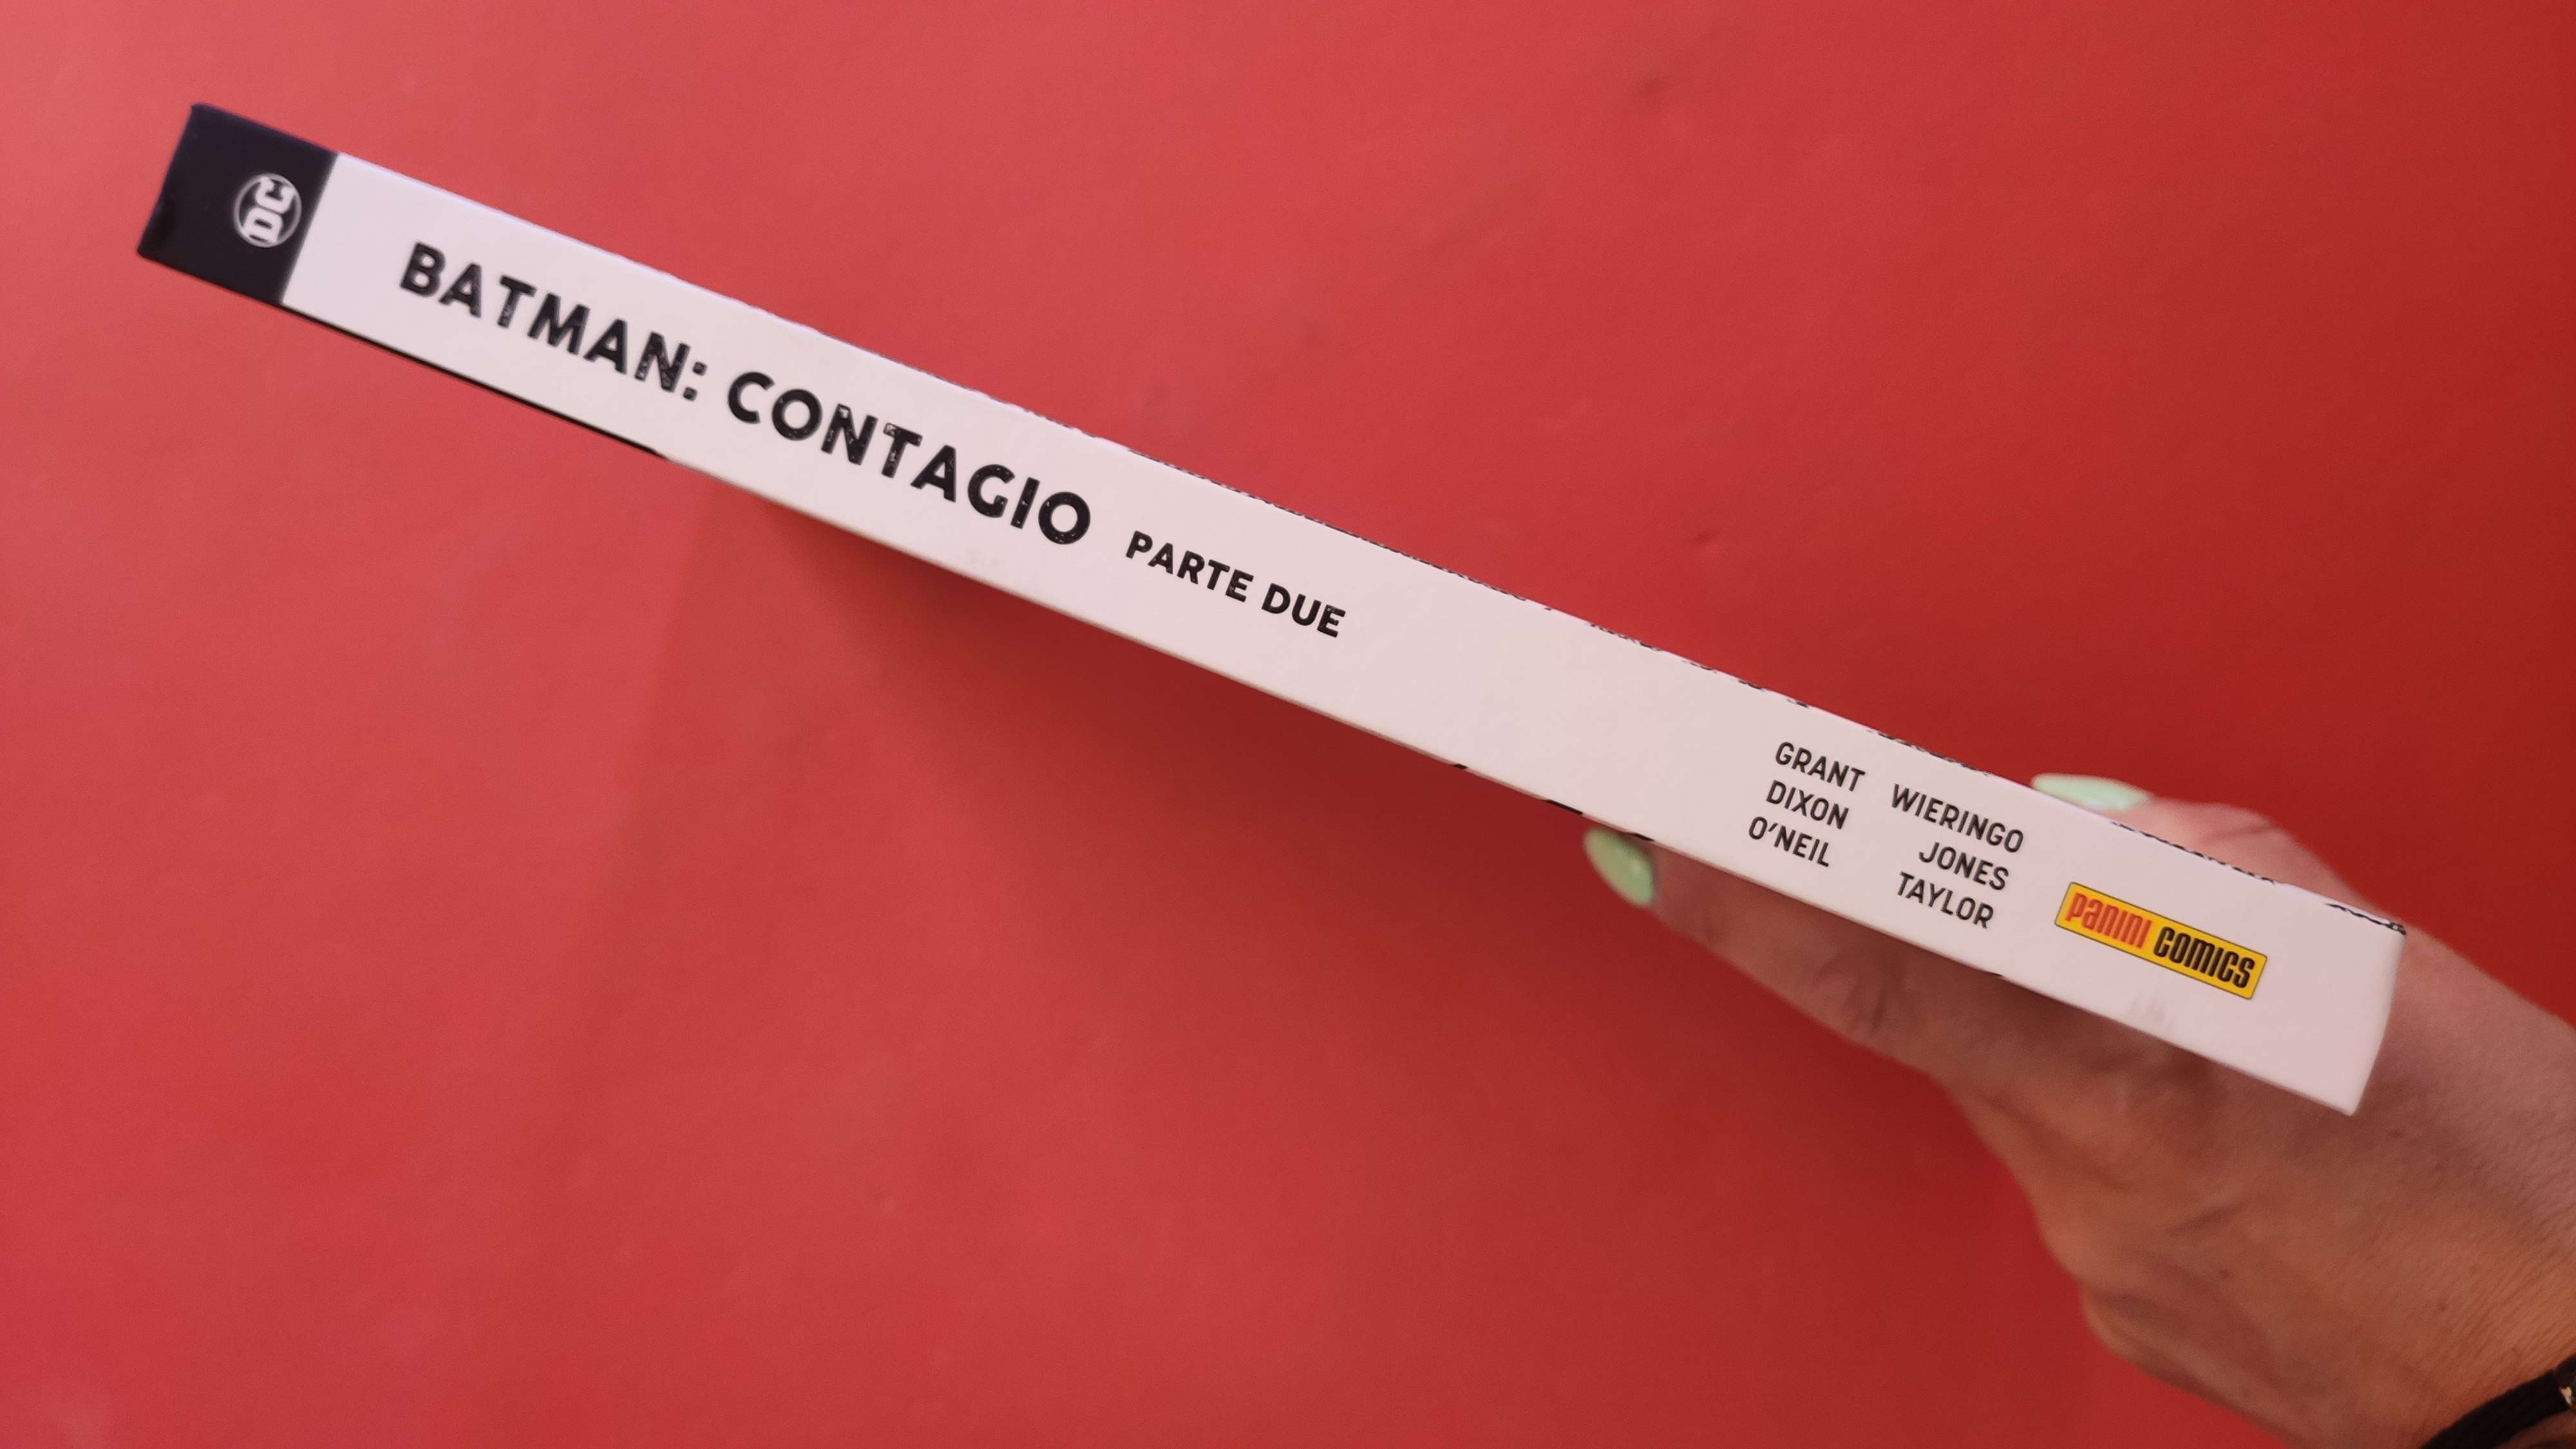 DC
BATMAN: CONTAGIO PARTE DUE
GRANT
DIXON
O'NEIL
WIERINGO
JONES
TAYLOR
PANINI COMICS